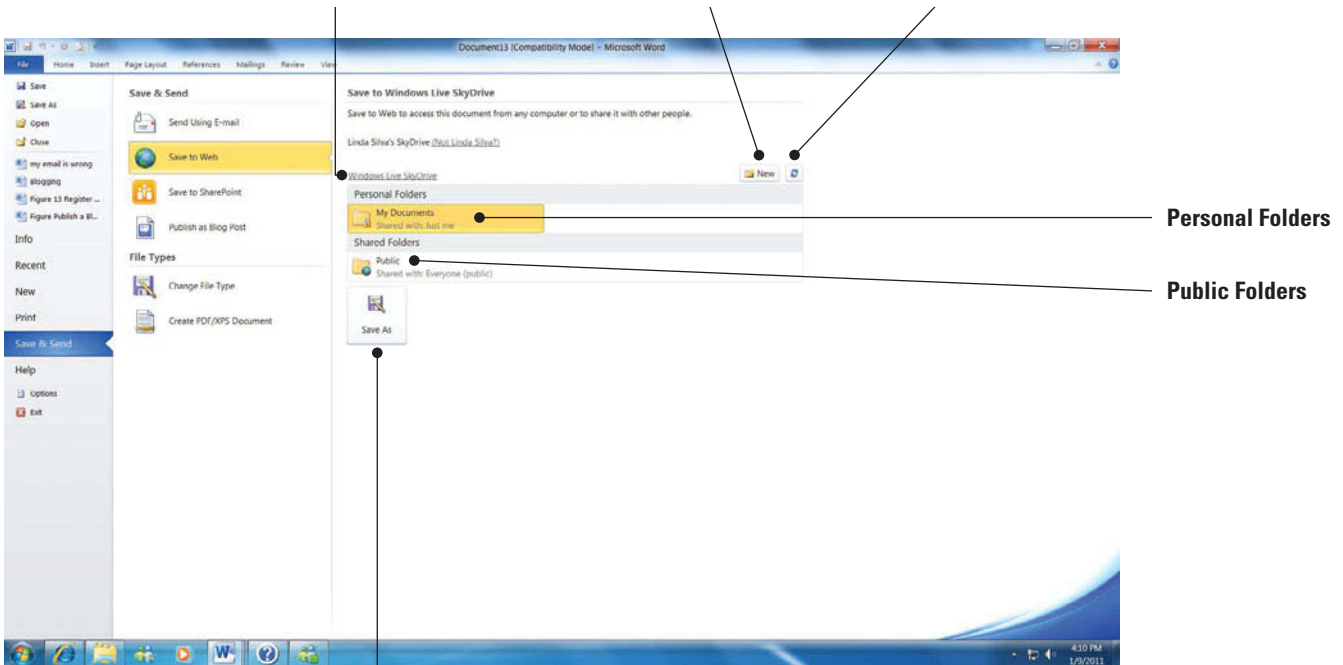 Document13 [Compatibility Mode] - Microsoft Word
File Home Insert Page Layout References Mailings Review View
Save
Save As
Open
Close
my email is wrong
Blogging
Figure 13 Register ...
Figure Publish a Bl...
Info
Recent
New
Print
Save & Send
Help
Options
Exit
Save & Send
Send Using E-mail
Save to Web
Save to SharePoint
Publish as Blog Post
File Types
Change File Type
Create PDF/XPS Document
Save to Windows Live SkyDrive
Save to Web to access this document from any computer or to share it with other people.
Linda Silva's SkyDrive (Not Linda Silva?)
Windows Live SkyDrive
New
Personal Folders
My Documents
Shared with: Just me
Shared Folders
Public
Shared with: Everyone (public)
Save As
Personal Folders
Public Folders
4:10 PM
1/9/2011